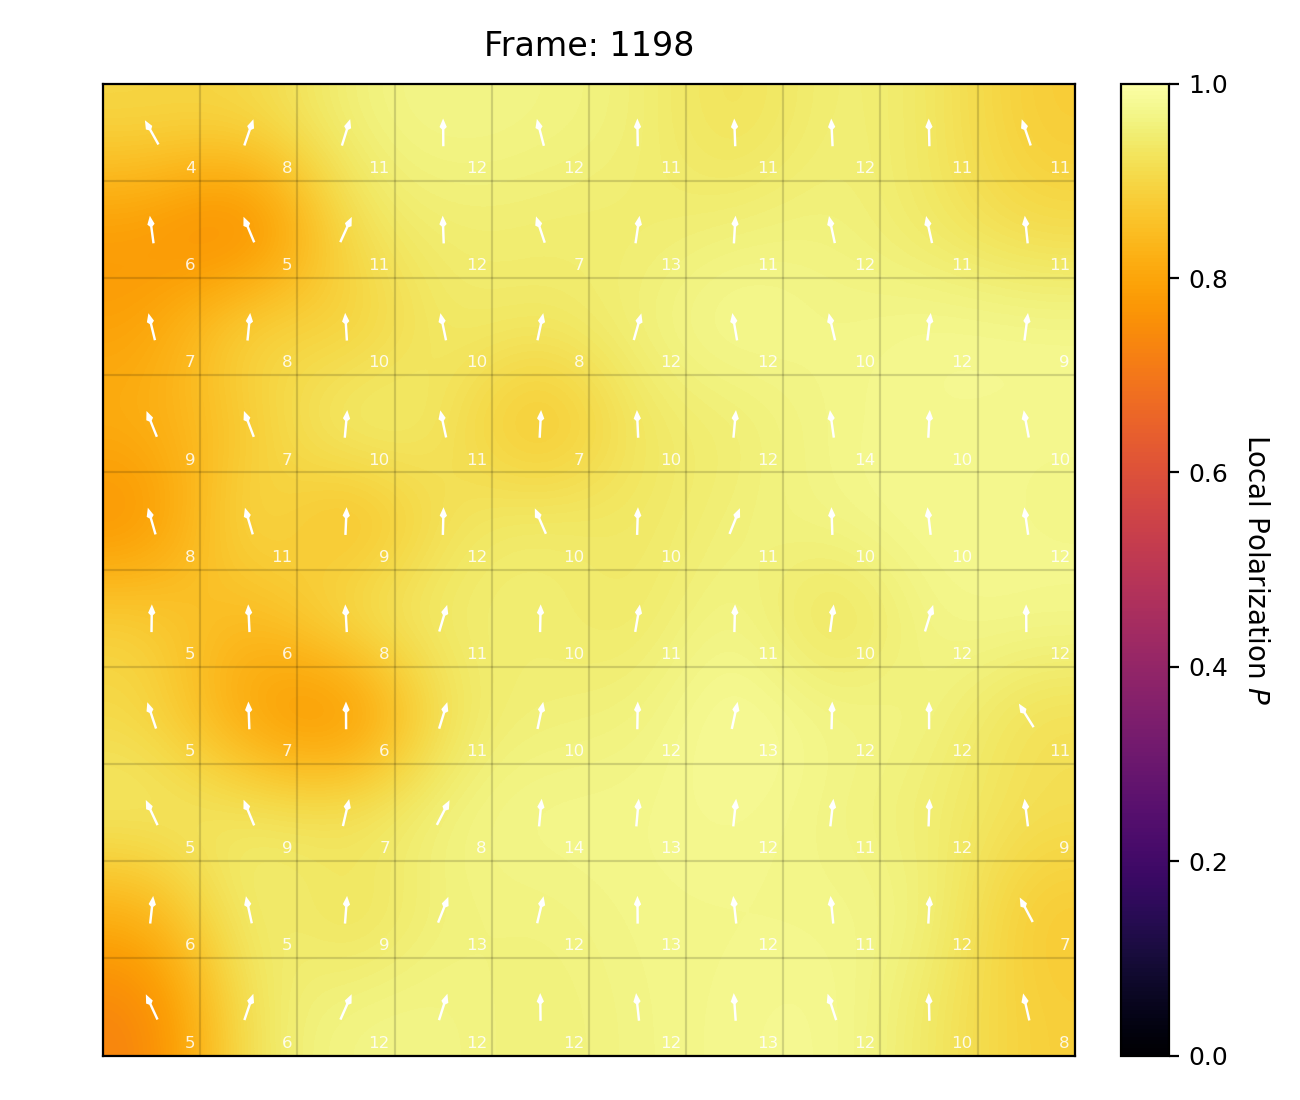 Frame: 1198
4 8 11 12 12 11 11 12 11 11
6 5 11 12 7 13 11 12 11 11
7 8 10 10 8 12 12 10 12 9
9 7 10 11 7 10 12 14 10 10
8 11 9 12 10 10 11 10 10 12
5 6 8 11 10 11 11 10 12 12
5 7 6 11 10 12 13 12 12 11
5 9 7 8 14 13 12 11 12 9
6 5 9 13 12 13 12 11 12 7
5 6 12 12 12 12 13 12 10 8
1.0
0.8
0.6
0.4
0.2
0.0
Local Polarization P